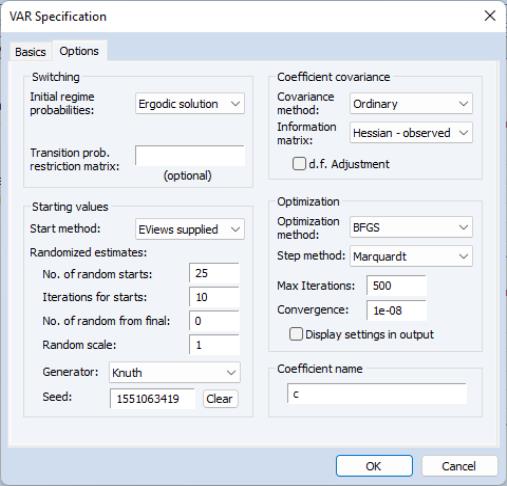 VAR Specification
Basics
Options
Switching
Initial regime
probabilities:
Ergodic solution
Transition prob.
restriction matrix:
(optional)
Starting values
Start method:
EViews supplied
Randomized estimates:
No. of random starts:
25
Iterations for starts:
10
No. of random from final:
0
Random scale:
1
Generator:
Knuth
Seed:
1551063419
Clear
Coefficient covariance
Covariance
method:
Ordinary
Information
matrix:
Hessian - observed
d.f. Adjustment
Optimization
Optimization
method:
BFGS
Step method:
Marquardt
Max Iterations:
500
Convergence:
1e-08
Display settings in output
Coefficient name
c
OK
Cancel